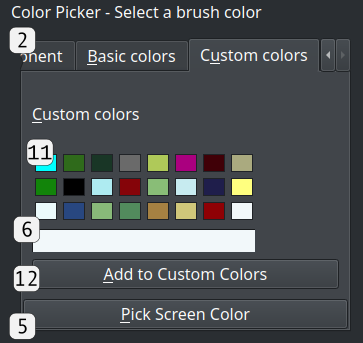 Color Picker - Select a brush color
2
onent Basic colors Custom colors
Custom colors
11
6
12 Add to Custom Colors
5 Pick Screen Color